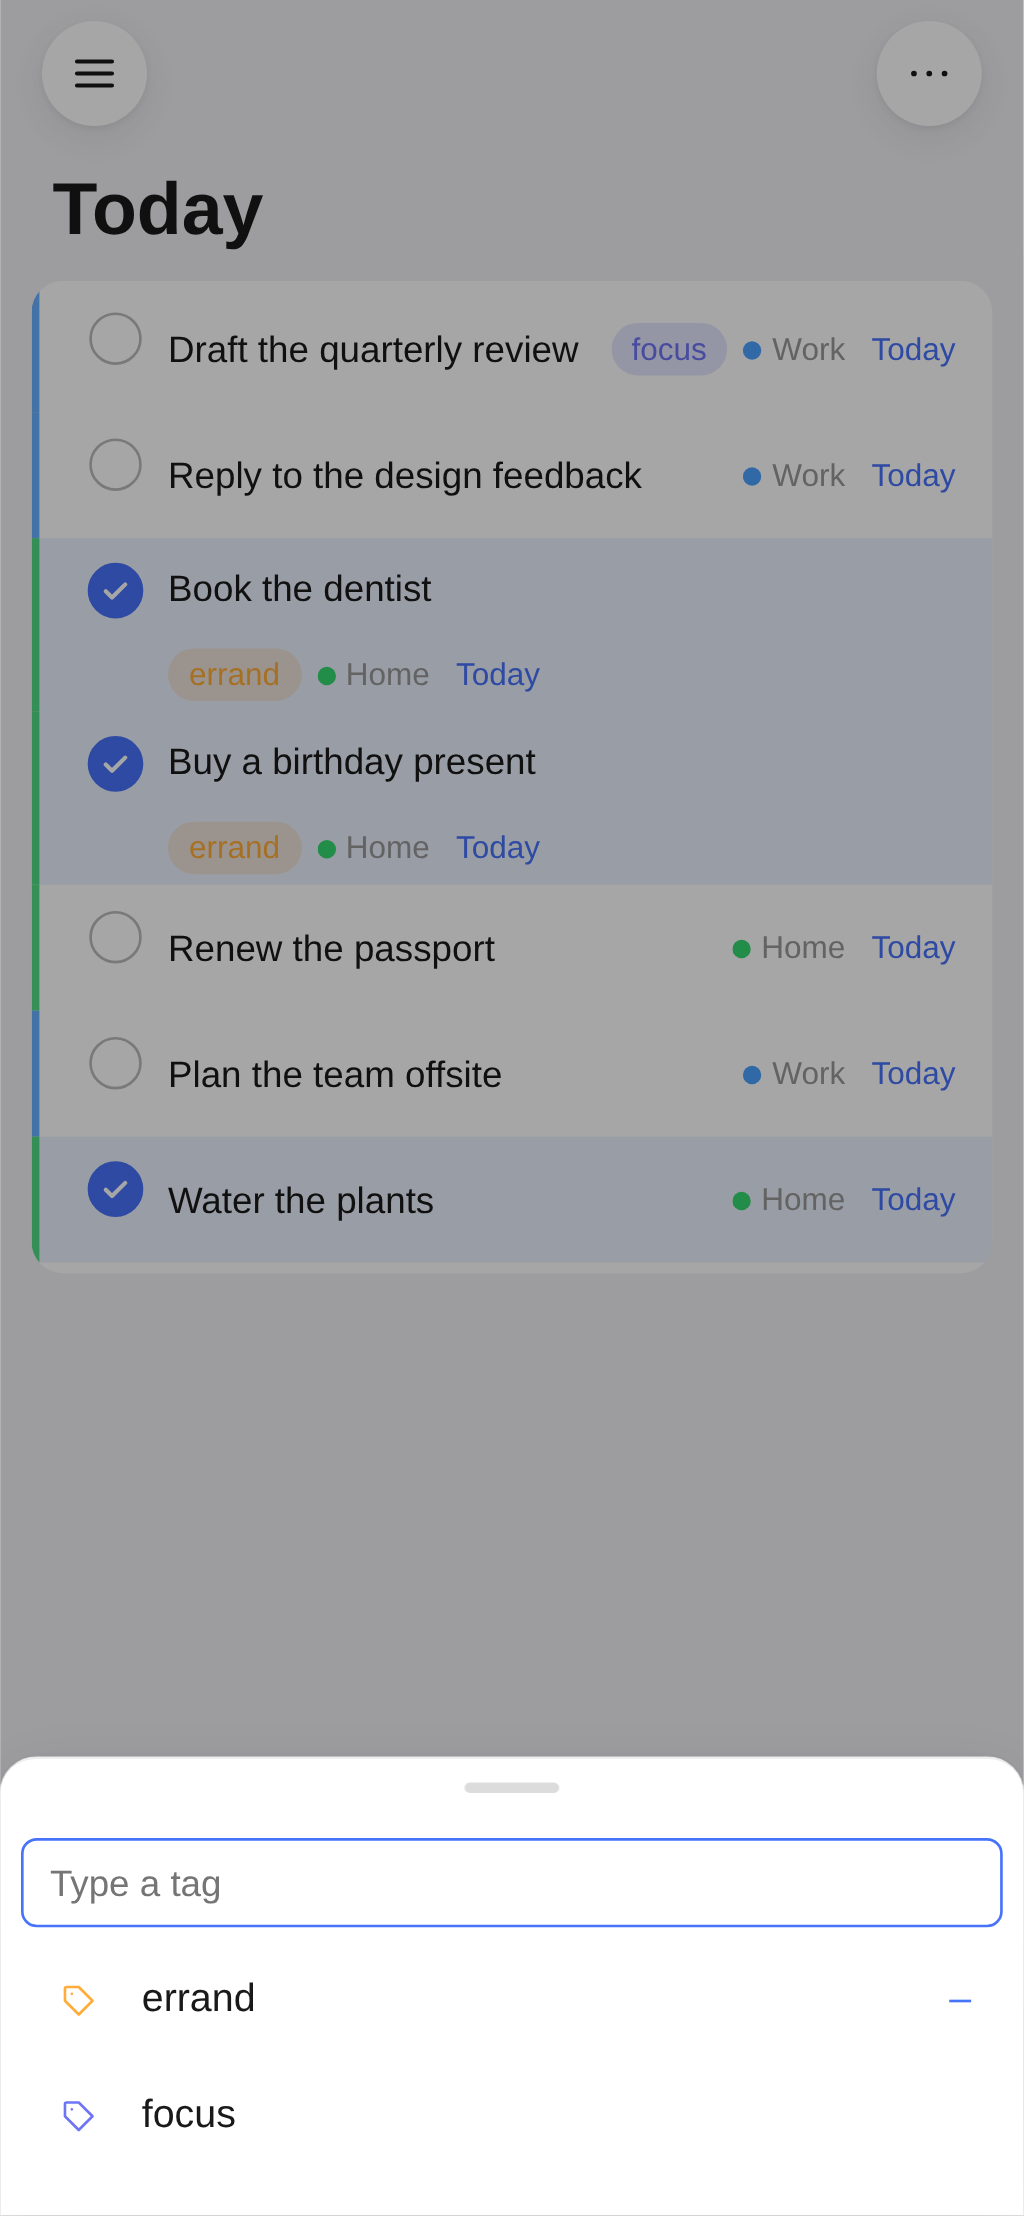 Today
Draft the quarterly review focus Work Today
Reply to the design feedback Work Today
Book the dentist
errand Home Today
Buy a birthday present
errand Home Today
Renew the passport Home Today
Plan the team offsite Work Today
Water the plants Home Today
Type a tag
errand
focus